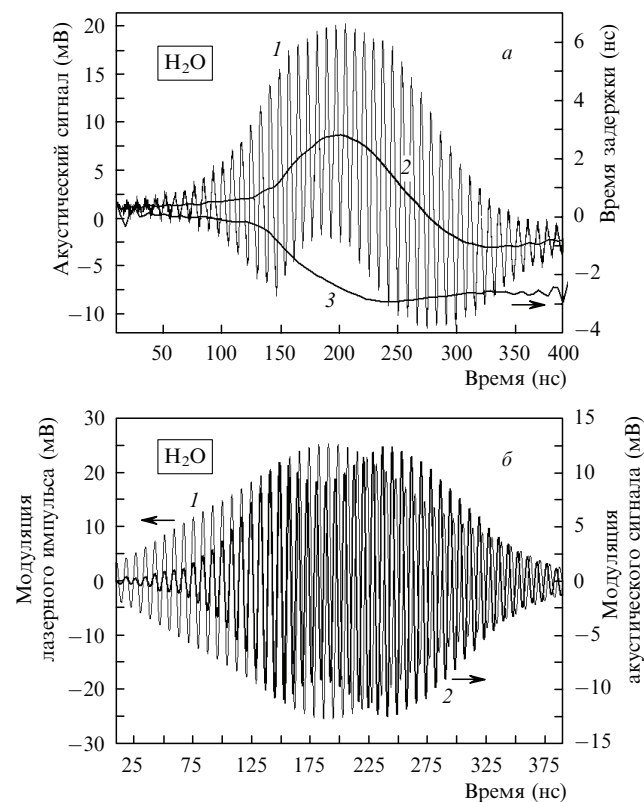 20
15
10
5
0
−5
−10
Акустический сигнал (мВ)
H₂O
1
2
3
а
6
4
2
0
−2
−4
Время задержки (нс)
50 100 150 200 250 300 350 400
Время (нс)
30
20
10
0
−10
−20
−30
Модуляция
лазерного импульса (мВ)
H₂O
1
2
б
15
10
5
0
−5
−10
−15
Модуляция
акустического сигнала (мВ)
25 75 125 175 225 275 325 375
Время (нс)